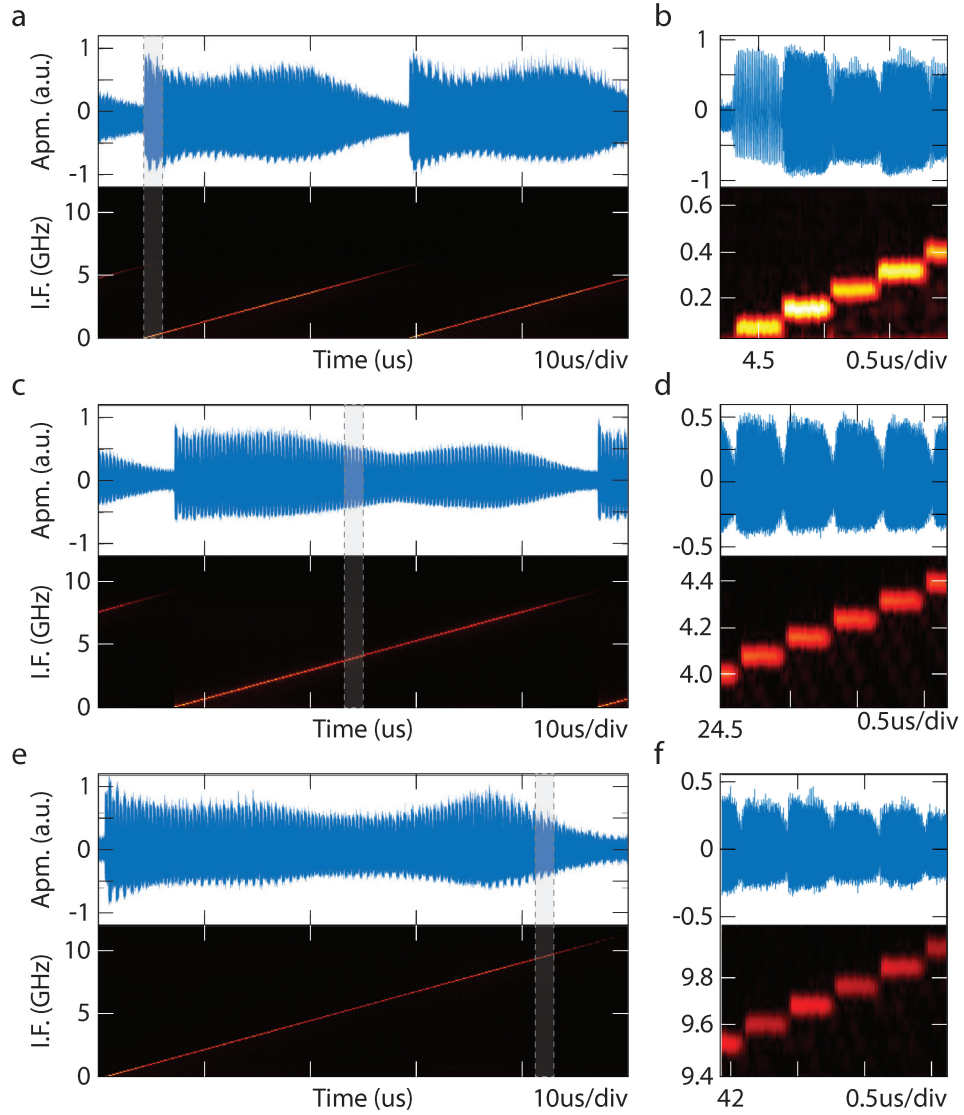 a
b
1
0
-1
Apm. (a.u.)
10
5
0
I.F. (GHz)
Time (us)
10us/div
1
0
-1
0.6
0.4
0.2
4.5
0.5us/div
c
d
1
0
-1
Apm. (a.u.)
10
5
0
I.F. (GHz)
Time (us)
10us/div
0.5
0
-0.5
4.4
4.2
4.0
24.5
0.5us/div
e
f
1
0
-1
Apm. (a.u.)
10
5
0
I.F. (GHz)
Time (us)
10us/div
0.5
0
-0.5
9.8
9.6
9.4
42
0.5us/div